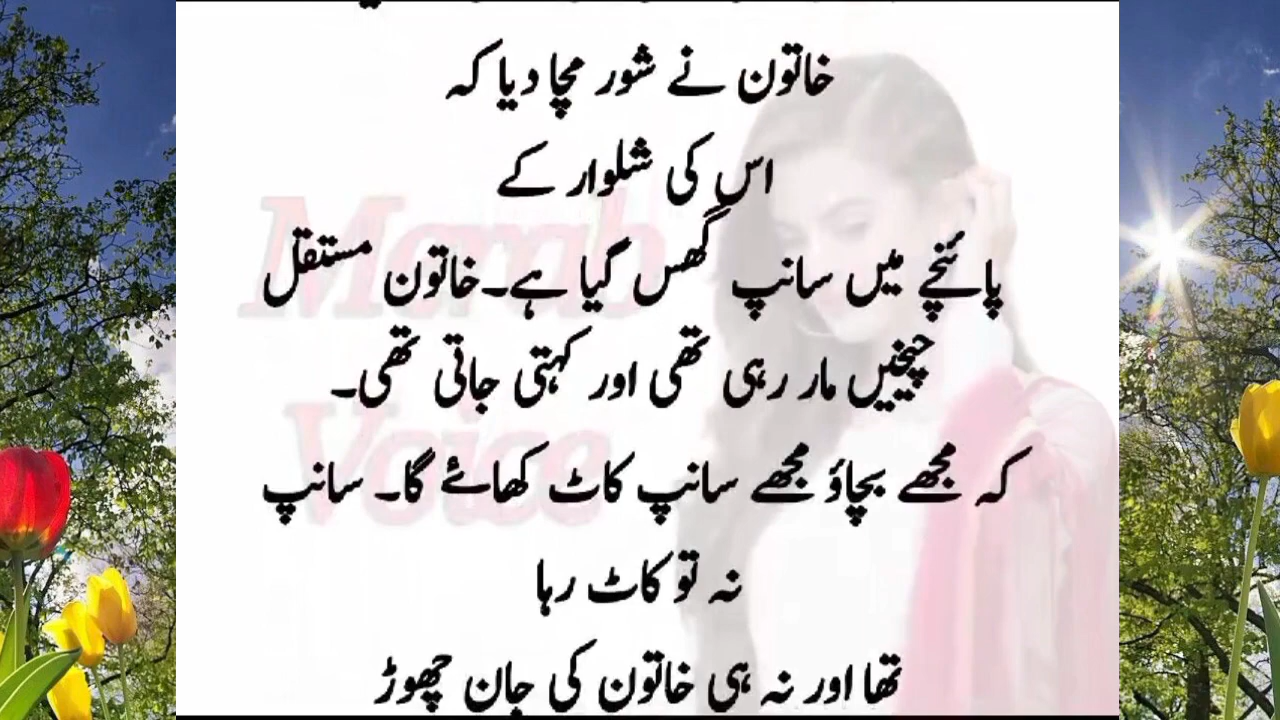 خاتون نے شور مچا دیا کہ
اس کی شلوار کے
پائنچے میں سانپ گھس گیا ہے۔خاتون مستقل
چیخیں مار رہی تھی اور کہتی جاتی تھی۔
کہ مجھے بچاؤ مجھے سانپ کاٹ کھائے گا۔ سانپ
نہ تو کاٹ رہا
تھا اور نہ ہی خاتون کی جان چھوڑ
Voice